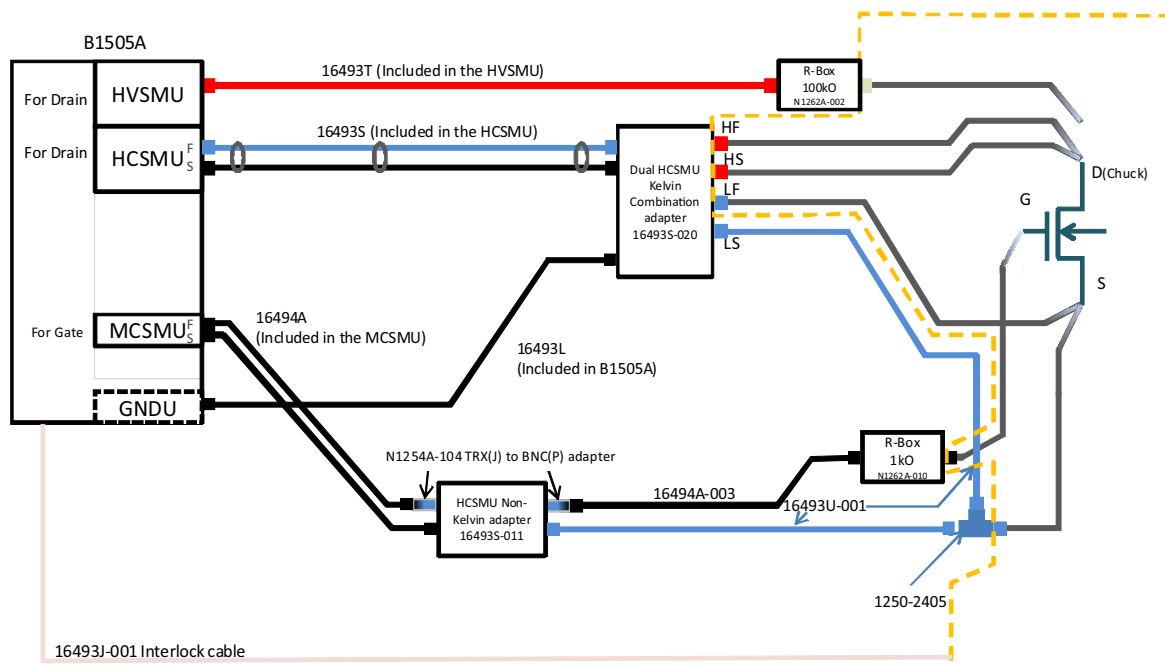 B1505A
For Drain
HVSMU
16493T (Included in the HVSMU)
R-Box
100kO
N1262A-002
For Drain
HCSMU
F
S
16493S (Included in the HCSMU)
Dual HCSMU
Kelvin
Combination
adapter
16493S-020
HF
HS
LF
LS
D(Chuck)
G
S
For Gate
MCSMU
F
S
16494A
(Included in the MCSMU)
16493L
(Included in B1505A)
GNDU
N1254A-104 TRX(J) to BNC(P) adapter
HCSMU Non-
Kelvin adapter
16493S-011
16494A-003
R-Box
1kO
N1262A-010
16493U-001
1250-2405
16493J-001 Interlock cable